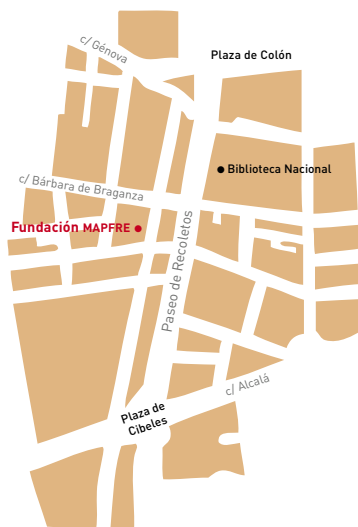 c/ Génova
Plaza de Colón
Biblioteca Nacional
c/ Bárbara de Braganza
Fundación MAPFRE
Paseo de Recoletos
c/ Alcalá
Plaza de
Cibeles